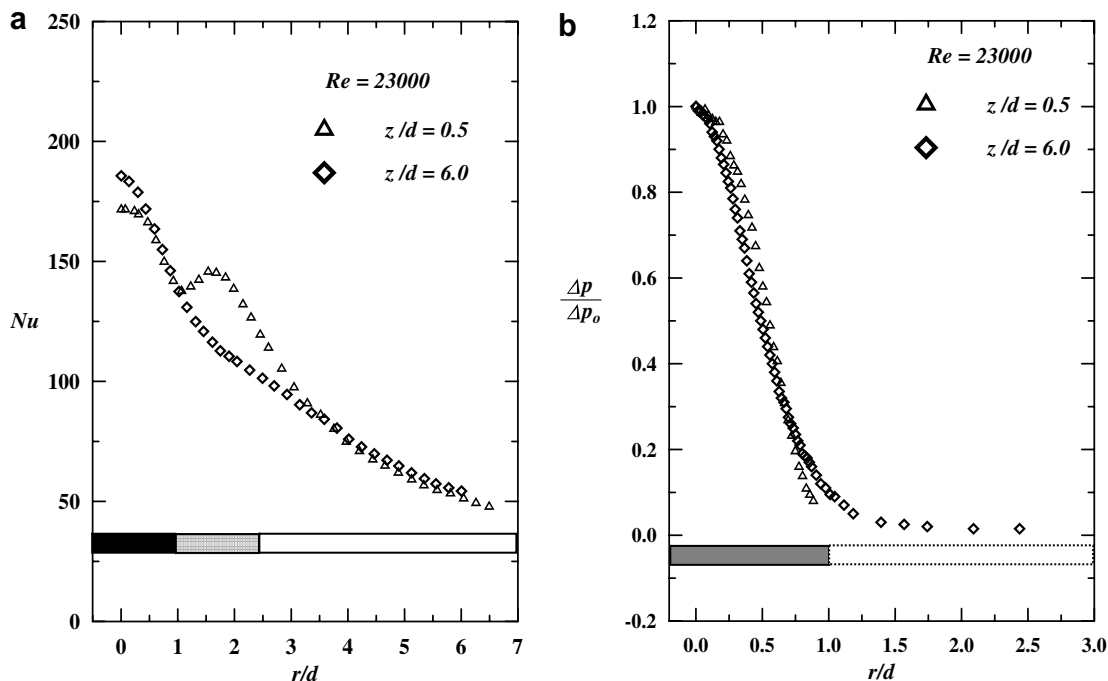 a
250
200
150
100
50
0
Nu
Re = 23000
z/d = 0.5
z/d = 6.0
0 1 2 3 4 5 6 7
r/d
b
1.2
1.0
0.8
0.6
0.4
0.2
0.0
-0.2
Δp
Δp₀
Re = 23000
z/d = 0.5
z/d = 6.0
0.0 0.5 1.0 1.5 2.0 2.5 3.0
r/d